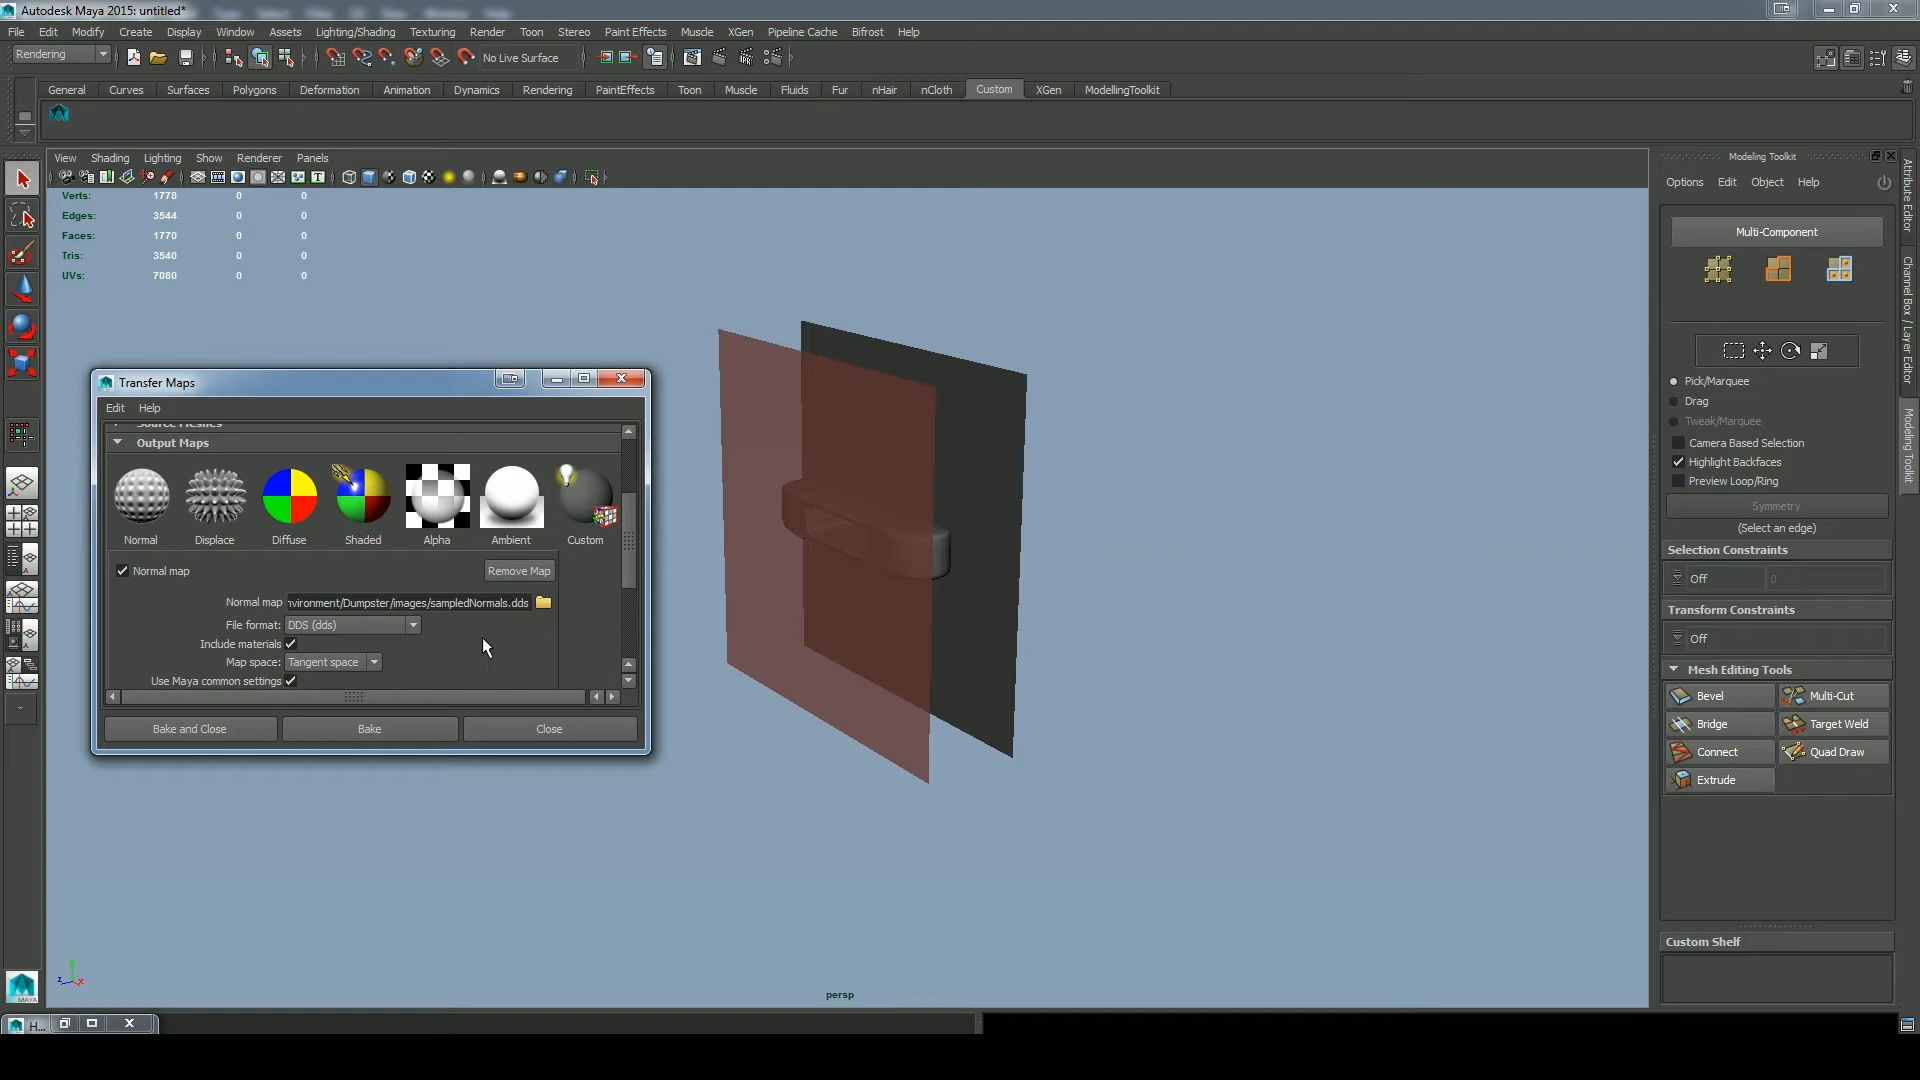 Autodesk Maya 2015: untitled*
File Edit Modify Create Display Window Assets Lighting/Shading Texturing Render Toon Stereo Paint Effects Muscle XGen Pipeline Cache Bifrost Help
Rendering
No Live Surface
General Curves Surfaces Polygons Deformation Animation Dynamics Rendering PaintEffects Toon Muscle Fluids Fur nHair nCloth Custom XGen ModellingToolkit
View Shading Lighting Show Renderer Panels
Verts: 1778 0 0
Edges: 3544 0 0
Faces: 1770 0 0
Tris: 3540 0 0
UVs: 7080 0 0
Transfer Maps
Edit Help
Source Meshes
Output Maps
Normal Displace Diffuse Shaded Alpha Ambient Custom
Normal map
Remove Map
Normal map nvironment/Dumpster/images/sampledNormals.dds
File format: DDS (dds)
Include materials
Map space: Tangent space
Use Maya common settings
Bake and Close Bake Close
persp
MAYA
H...
Modeling Toolkit
Options Edit Object Help
Multi-Component
Pick/Marquee
Drag
Tweak/Marquee
Camera Based Selection
Highlight Backfaces
Preview Loop/Ring
Symmetry
(Select an edge)
Selection Constraints
Off 0
Transform Constraints
Off
Mesh Editing Tools
Bevel Multi-Cut
Bridge Target Weld
Connect Quad Draw
Extrude
Custom Shelf
Attribute Editor
Channel Box / Layer Editor
Modeling Toolkit